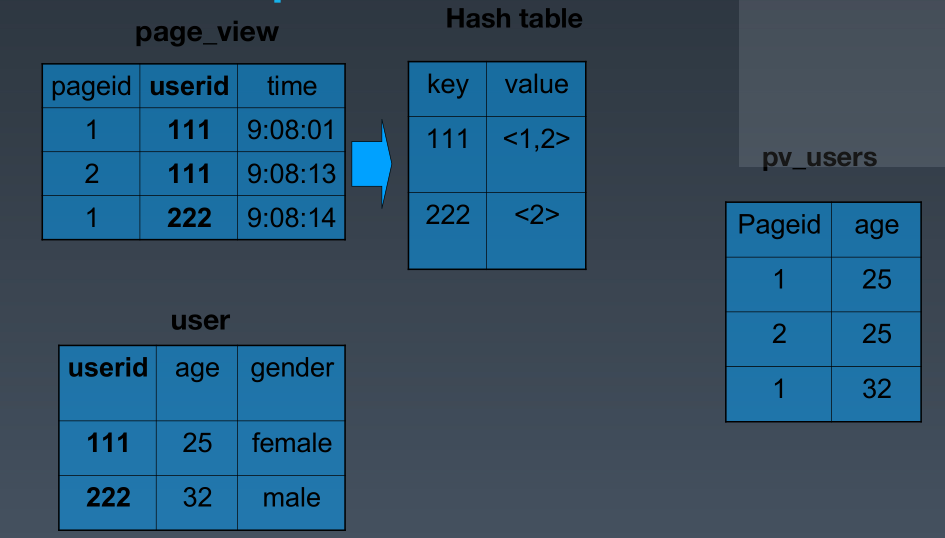 page_view
pageid userid time
1 111 9:08:01
2 111 9:08:13
1 222 9:08:14
Hash table
key value
111 <1,2>
222 <2>
pv_users
Pageid age
1 25
2 25
1 32
user
userid age gender
111 25 female
222 32 male